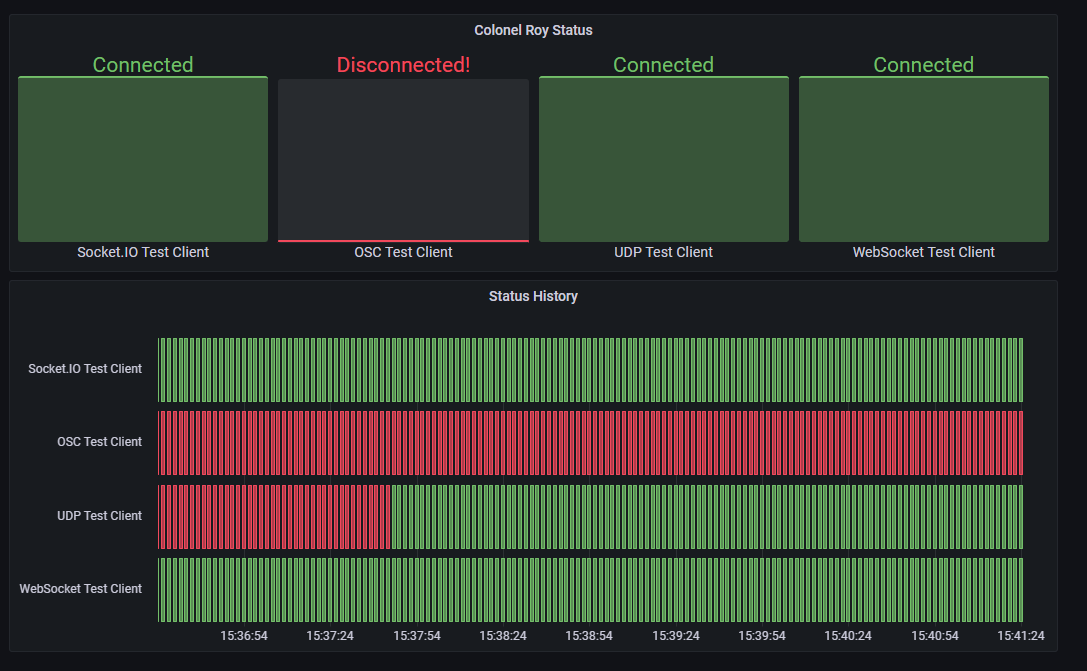 Colonel Roy Status
Connected Disconnected! Connected Connected
Socket.IO Test Client OSC Test Client UDP Test Client WebSocket Test Client
Status History
Socket.IO Test Client
OSC Test Client
UDP Test Client
WebSocket Test Client
15:36:54 15:37:24 15:37:54 15:38:24 15:38:54 15:39:24 15:39:54 15:40:24 15:40:54 15:41:24